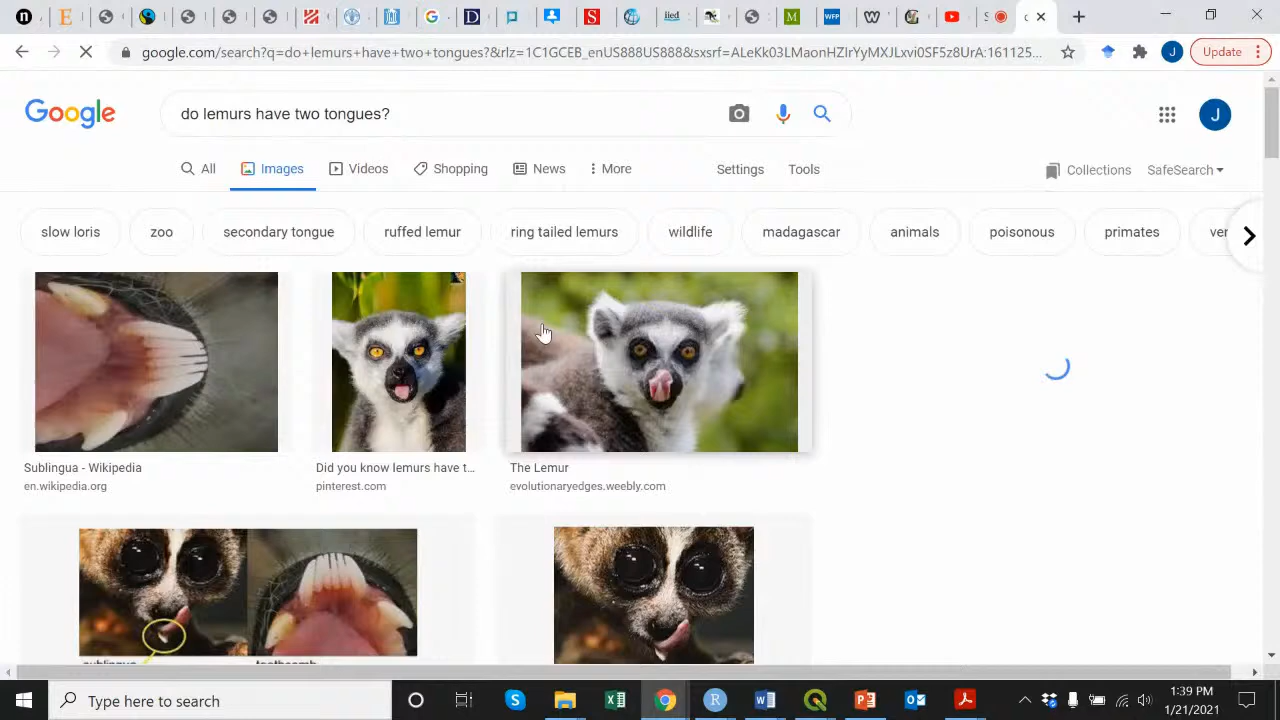 google.com/search?q=do+lemurs+have+two+tongues?&rlz=1C1GCEB_enUS888US888&sxsrf=ALeKk03LMaonHZIrYyMXJLxvi0SF5z8UrA:161125...
J
Update
Google
do lemurs have two tongues?
J
All
Images
Videos
Shopping
News
More
Settings
Tools
Collections
SafeSearch
slow loris
zoo
secondary tongue
ruffed lemur
ring tailed lemurs
wildlife
madagascar
animals
poisonous
primates
ver
Sublingua - Wikipedia
en.wikipedia.org
Did you know lemurs have t...
pinterest.com
The Lemur
evolutionaryedges.weebly.com
Type here to search
1:39 PM
1/21/2021